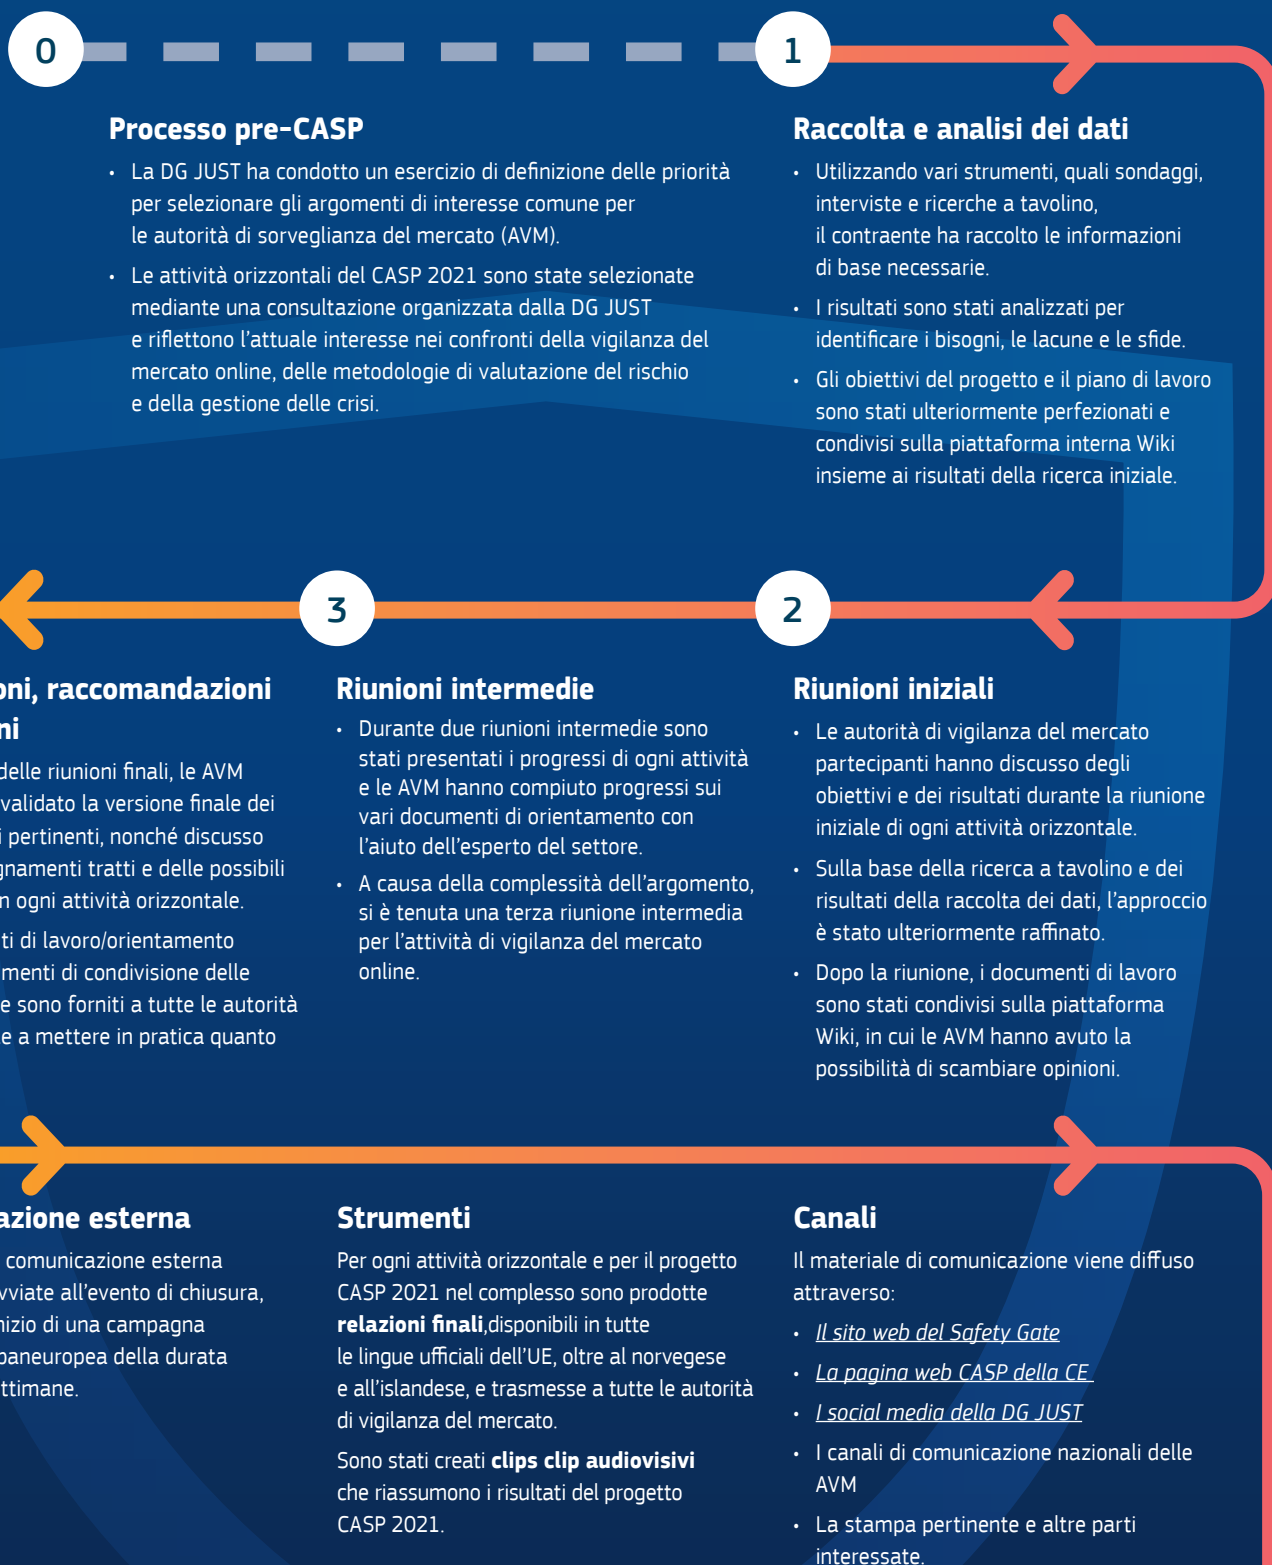 0
1
Processo pre-CASP
• La DG JUST ha condotto un esercizio di definizione delle priorità
per selezionare gli argomenti di interesse comune per
le autorità di sorveglianza del mercato (AVM).
• Le attività orizzontali del CASP 2021 sono state selezionate
mediante una consultazione organizzata dalla DG JUST
e riflettono l'attuale interesse nei confronti della vigilanza del
mercato online, delle metodologie di valutazione del rischio
e della gestione delle crisi.
Raccolta e analisi dei dati
• Utilizzando vari strumenti, quali sondaggi,
interviste e ricerche a tavolino,
il contraente ha raccolto le informazioni
di base necessarie.
• I risultati sono stati analizzati per
identificare i bisogni, le lacune e le sfide.
• Gli obiettivi del progetto e il piano di lavoro
sono stati ulteriormente perfezionati e
condivisi sulla piattaforma interna Wiki
insieme ai risultati della ricerca iniziale.
3
2
oni, raccomandazioni
ni
delle riunioni finali, le AVM
validato la versione finale dei
i pertinenti, nonché discusso
gnamenti tratti e delle possibili
n ogni attività orizzontale.
ti di lavoro/orientamento
menti di condivisione delle
e sono forniti a tutte le autorità
e a mettere in pratica quanto
Riunioni intermedie
• Durante due riunioni intermedie sono
stati presentati i progressi di ogni attività
e le AVM hanno compiuto progressi sui
vari documenti di orientamento con
l'aiuto dell'esperto del settore.
• A causa della complessità dell'argomento,
si è tenuta una terza riunione intermedia
per l'attività di vigilanza del mercato
online.
Riunioni iniziali
• Le autorità di vigilanza del mercato
partecipanti hanno discusso degli
obiettivi e dei risultati durante la riunione
iniziale di ogni attività orizzontale.
• Sulla base della ricerca a tavolino e dei
risultati della raccolta dei dati, l'approccio
è stato ulteriormente raffinato.
• Dopo la riunione, i documenti di lavoro
sono stati condivisi sulla piattaforma
Wiki, in cui le AVM hanno avuto la
possibilità di scambiare opinioni.
azione esterna
comunicazione esterna
vviate all'evento di chiusura,
nizio di una campagna
paneuropea della durata
ttimane.
Strumenti
Per ogni attività orizzontale e per il progetto
CASP 2021 nel complesso sono prodotte
relazioni finali,disponibili in tutte
le lingue ufficiali dell'UE, oltre al norvegese
e all'islandese, e trasmesse a tutte le autorità
di vigilanza del mercato.
Sono stati creati clips clip audiovisivi
che riassumono i risultati del progetto
CASP 2021.
Canali
Il materiale di comunicazione viene diffuso
attraverso:
• Il sito web del Safety Gate
• La pagina web CASP della CE
• I social media della DG JUST
• I canali di comunicazione nazionali delle
AVM
• La stampa pertinente e altre parti
interessate.